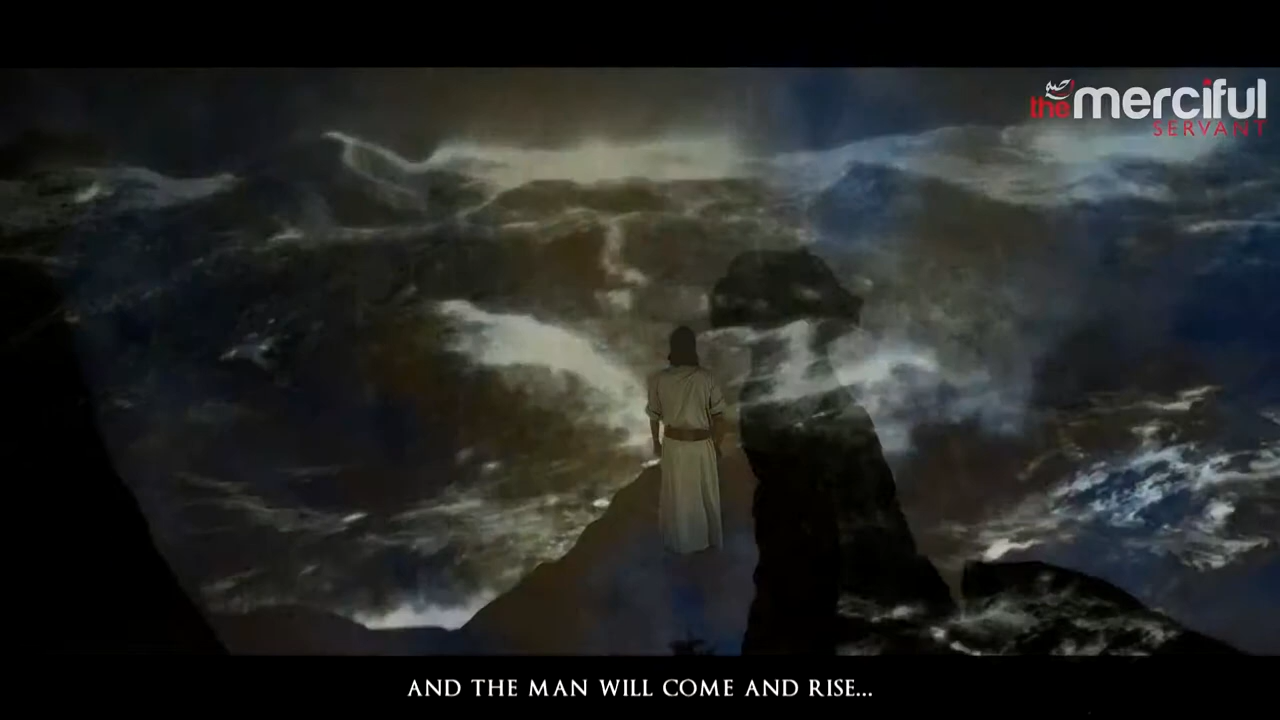 the merciful
SERVANT
AND THE MAN WILL COME AND RISE...